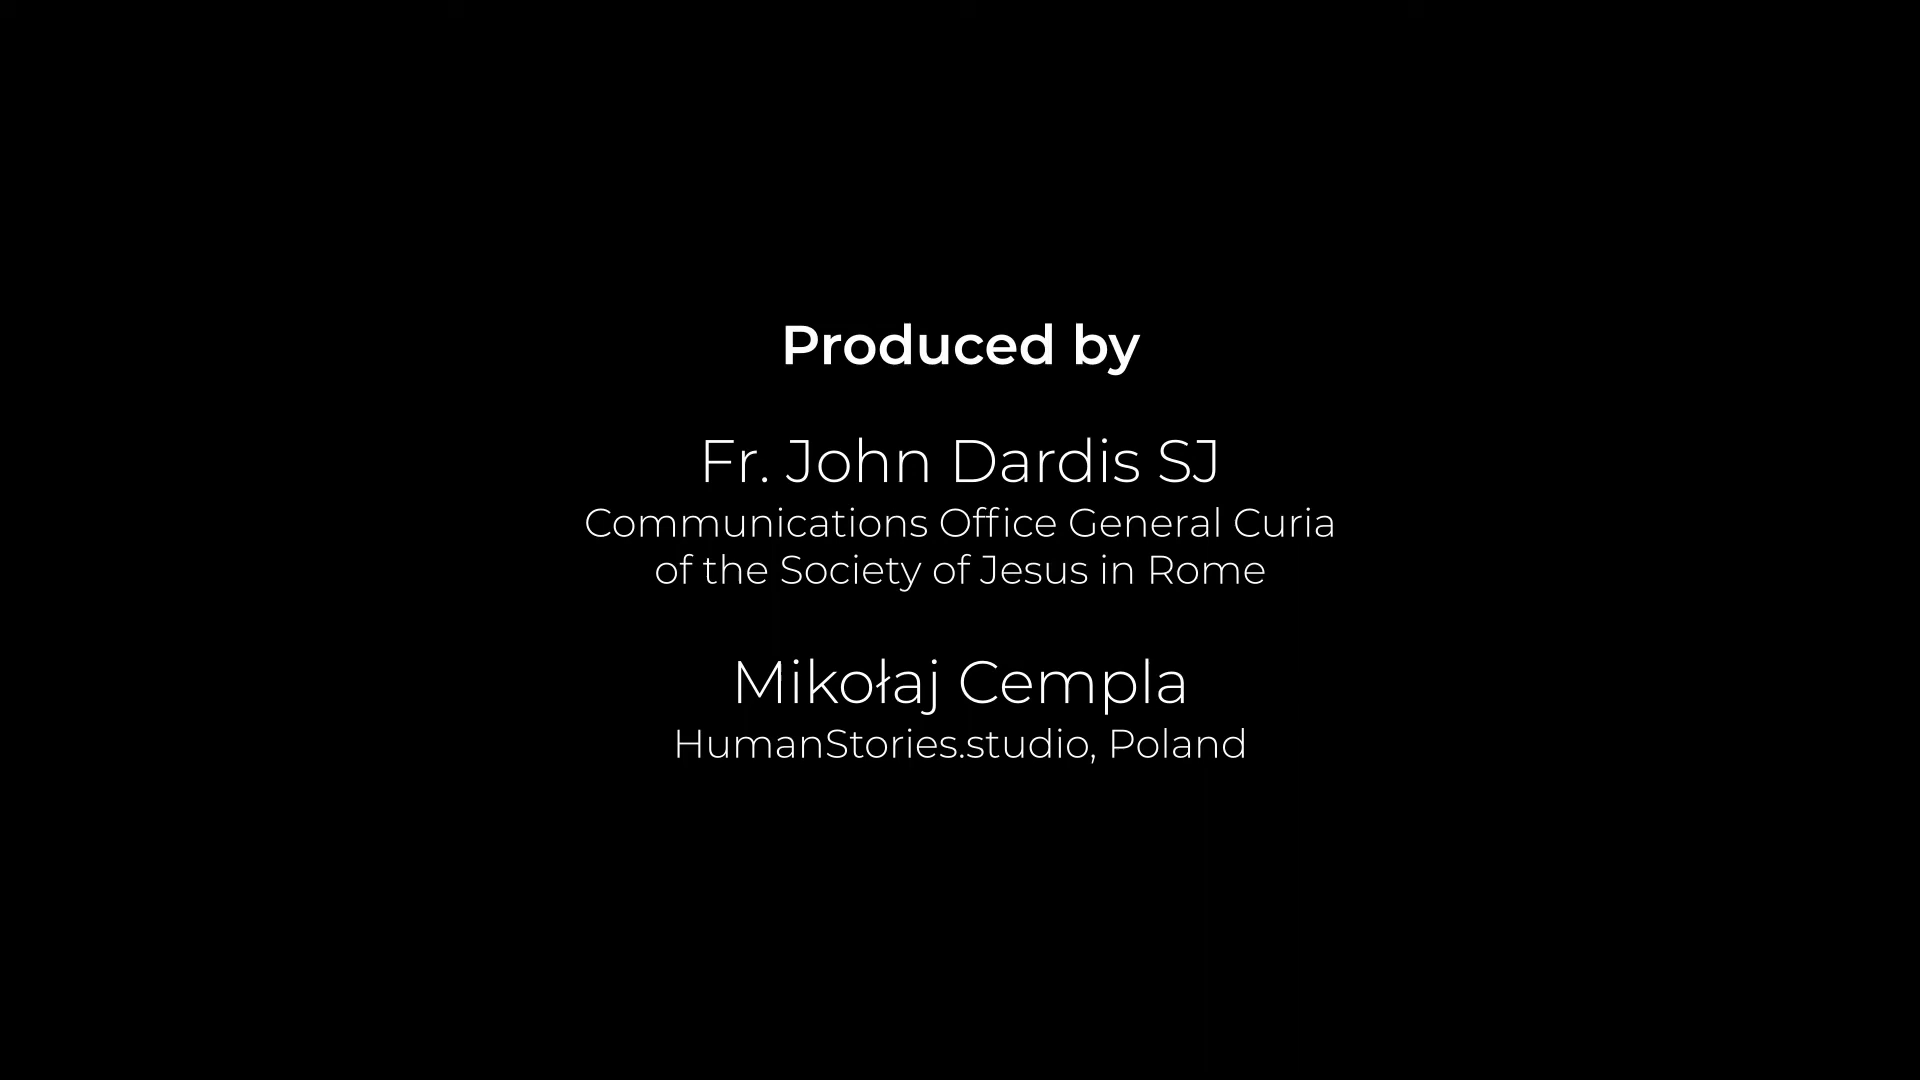 Produced by
Fr. John Dardis SJ
Communications Office General Curia
of the Society of Jesus in Rome
Mikołaj Cempla
HumanStories.studio, Poland